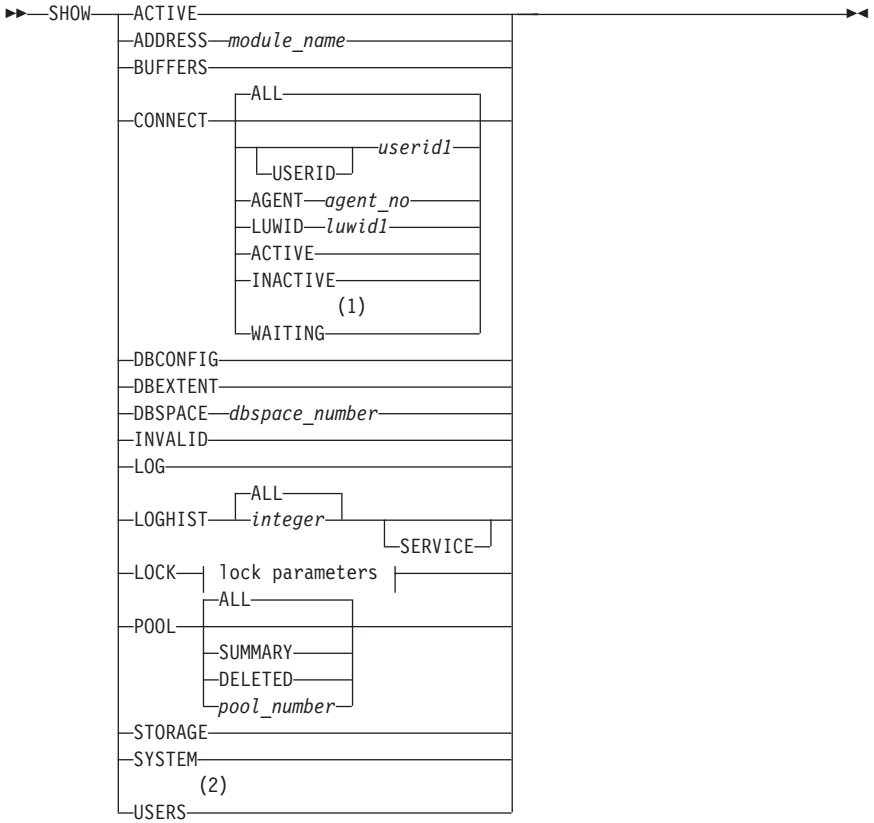 SHOW ACTIVE
ADDRESS module_name
BUFFERS
ALL
CONNECT
userid1
USERID
AGENT agent_no
LUWID luwid1
ACTIVE
INACTIVE
(1)
WAITING
DBCONFIG
DBEXTENT
DBSPACE dbspace_number
INVALID
LOG
ALL
LOGHIST integer
SERVICE
LOCK lock parameters
ALL
POOL
SUMMARY
DELETED
pool_number
STORAGE
SYSTEM
(2)
USERS